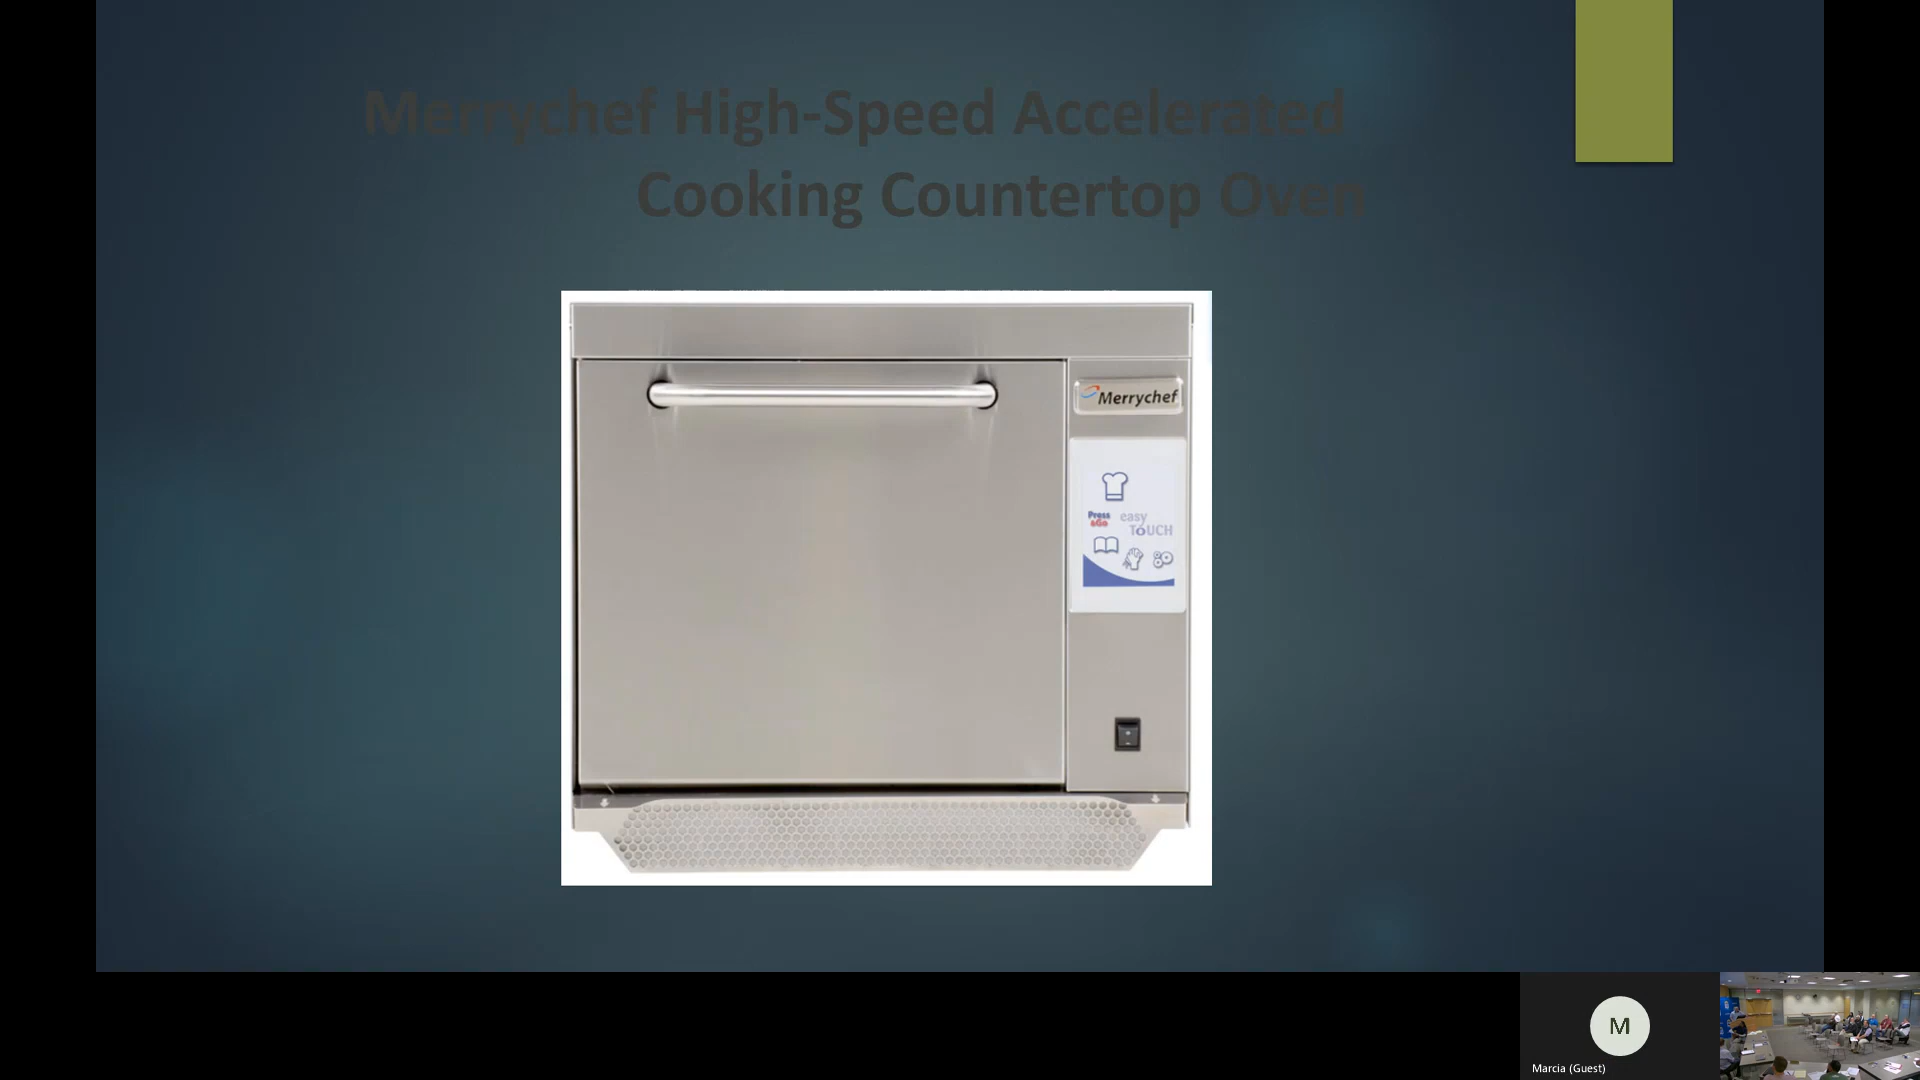 Merrychef High-Speed Accelerated
Cooking Countertop Oven
Merrychef
Press
&Go
easy
ToUCH
M
Marcia (Guest)